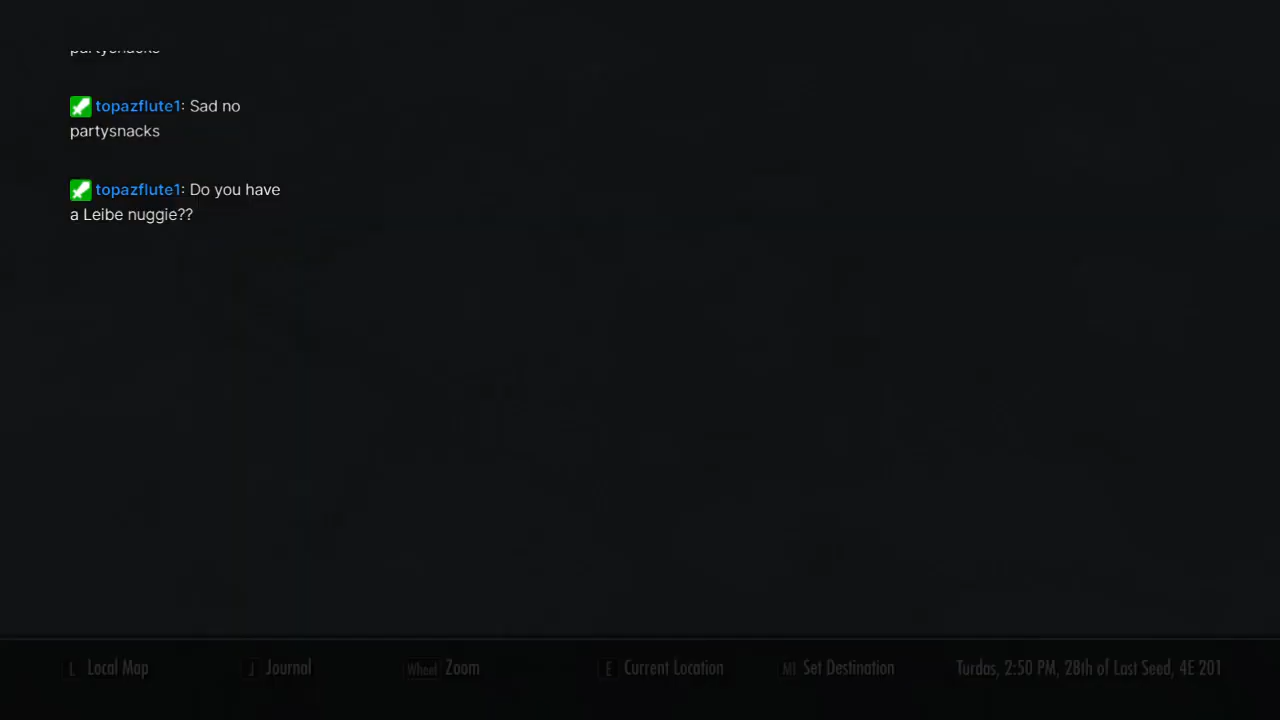 partysnacks
topazflute1: Sad no
partysnacks
topazflute1: Do you have
a Leibe nuggie??
L Local Map J Journal Wheel Zoom E Current Location M1 Set Destination Turdas, 2:50 PM, 28th of Last Seed, 4E 201